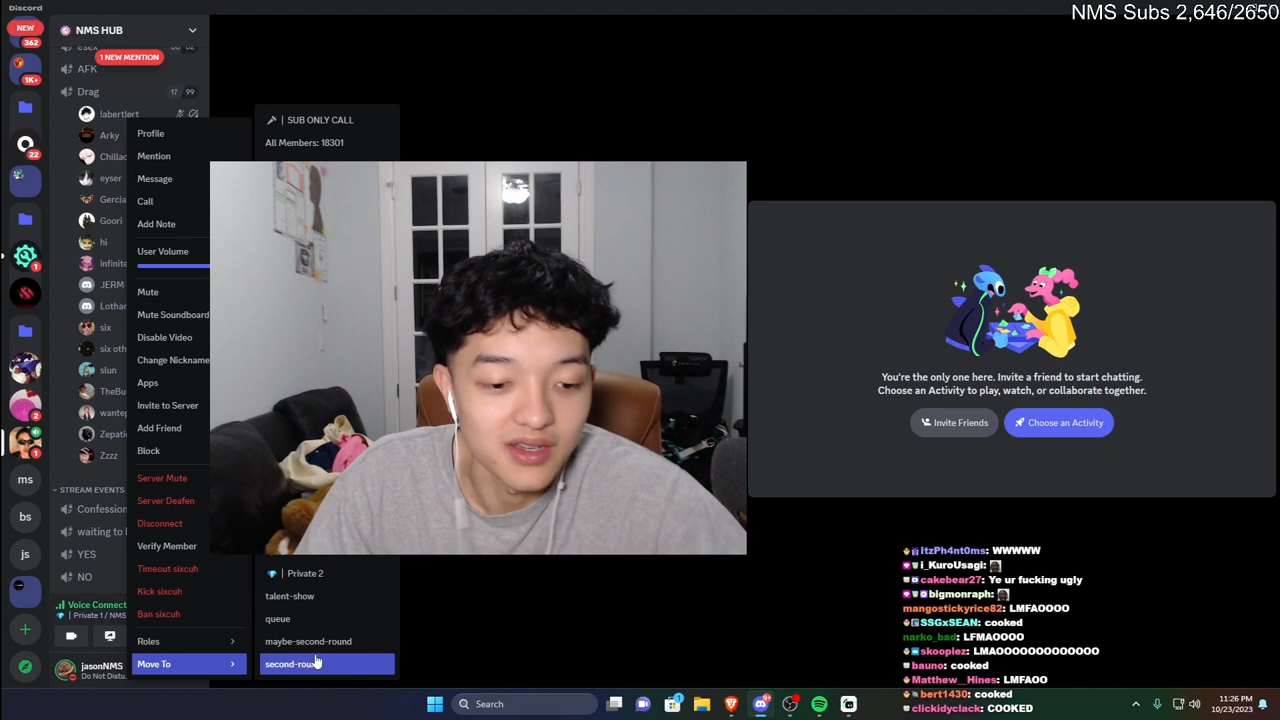 Discord
NMS Subs 2,646/2650
NEW
362
NMS HUB
1 NEW MENTION
AFK
1K+
Drag
17 99
!abertlert
Arky
Chillac
22
eyser
Gercia
Goori
hi
infinite
1
JERM
Lothar
six
six oth
slun
TheBu
2
wante
Zepati
1
Zzzz
ms
STREAM EVENTS
Confession
bs
waiting to
js
YES
NO
Voice Connect
Private 1 / NMS
jasonNMS
Do Not Distu
Profile
Mention
Message
Call
Add Note
User Volume
Mute
Mute Soundboard
Disable Video
Change Nickname
Apps
Invite to Server
Add Friend
Block
Server Mute
Server Deafen
Disconnect
Verify Member
Timeout sixcuh
Kick sixcuh
Ban sixcuh
Roles
Move To
| SUB ONLY CALL
All Members: 18301
| Private 2
talent-show
queue
maybe-second-round
second-rou
You're the only one here. Invite a friend to start chatting.
Choose an Activity to play, watch, or collaborate together.
Invite Friends
Choose an Activity
ItzPh4nt0ms: WWWWW
i_KuroUsagi:
cakebear27: Ye ur fucking ugly
bigmonraph:
mangostickyrice82: LMFAOOOO
SSGxSEAN: cooked
narko_bad: LFMAOOOO
skooplez: LMAOOOOOOOOOOOOO
bauno: cooked
Matthew__Hines: LMFAOO
bert1430: cooked
clickidyclack: COOKED
Search
1
11:26 PM
10/23/2023